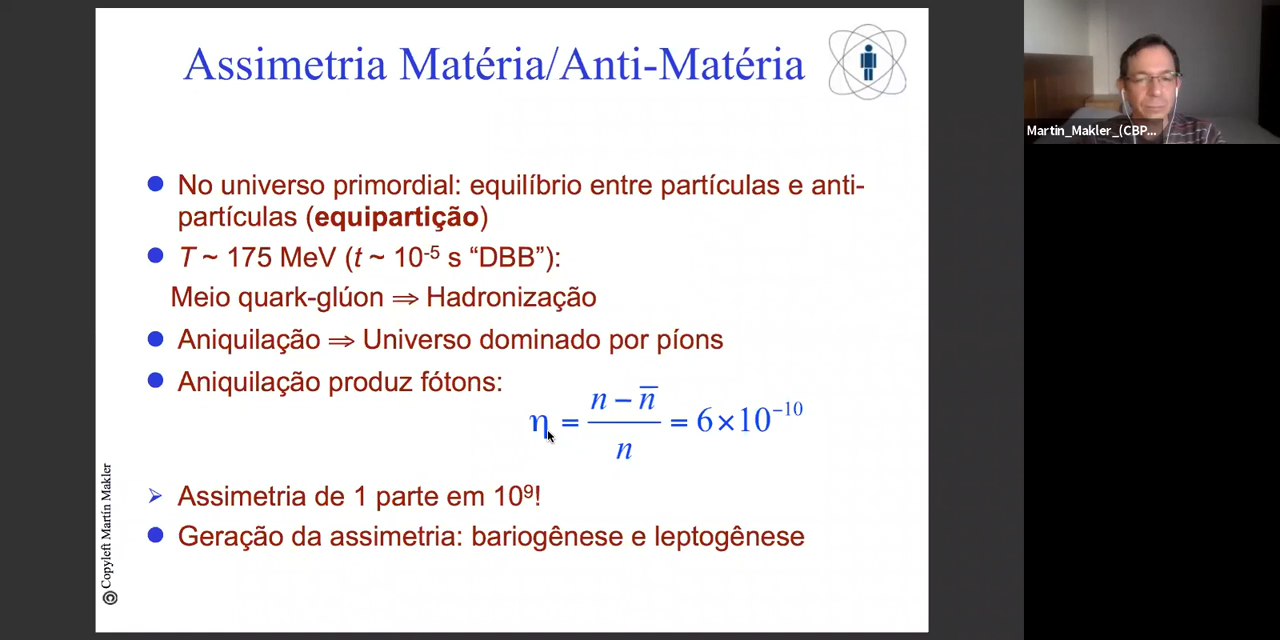 Assimetria Matéria/Anti-Matéria
● No universo primordial: equilíbrio entre partículas e anti-
partículas (equipartição)
● T ~ 175 MeV (t ~ 10⁻⁵ s “DBB”):
Meio quark-glúon ⇒ Hadronização
● Aniquilação ⇒ Universo dominado por píons
● Aniquilação produz fótons:
η = (n − n̅)/n = 6×10⁻¹⁰
➢ Assimetria de 1 parte em 10⁹!
● Geração da assimetria: bariogênese e leptogênese
© Copyleft Martín Makler
Martin_Makler_(CBP...